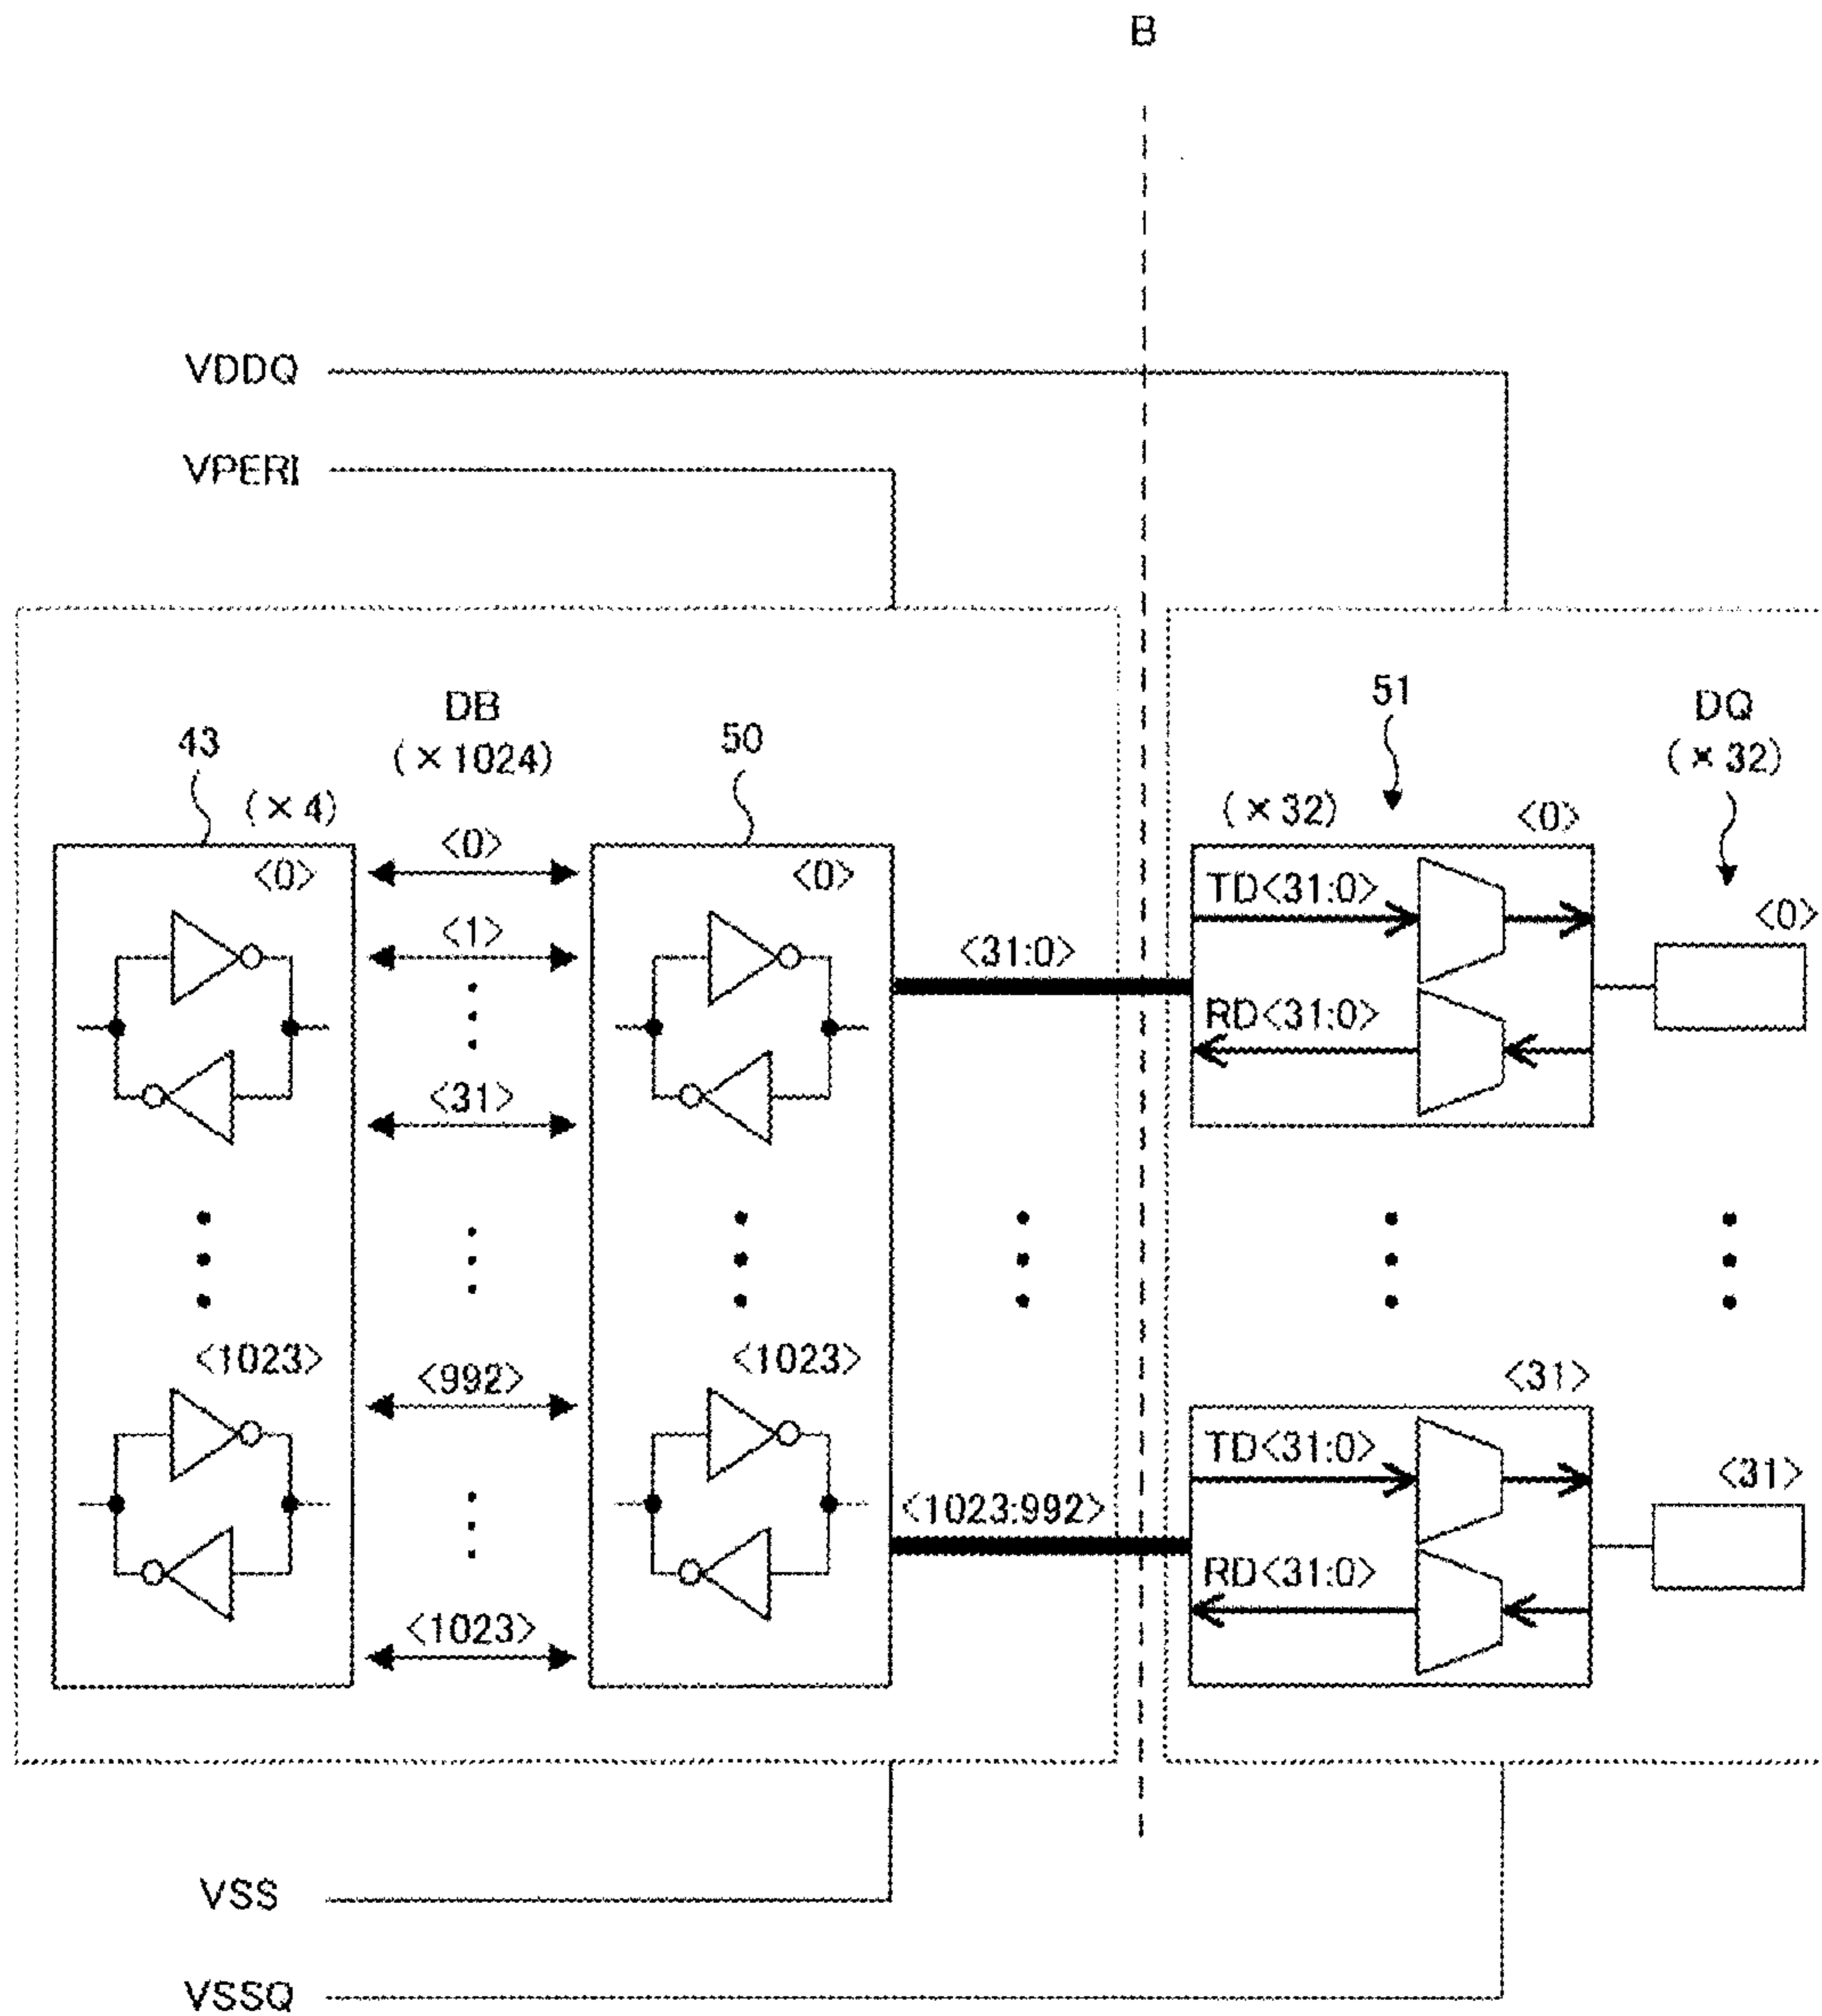 B
VDDQ
VPERI
43
(×4)
DB
(×1024)
50
51
DQ
(×32)
(×32)
<0>
<0>
<0>
<0>
<0>
<1>
<31>
<31:0>
TD<31:0>
RD<31:0>
<1023>
<992>
<1023>
<1023>
<1023:992>
<31>
TD<31:0>
RD<31:0>
<31>
VSS
VSSQ